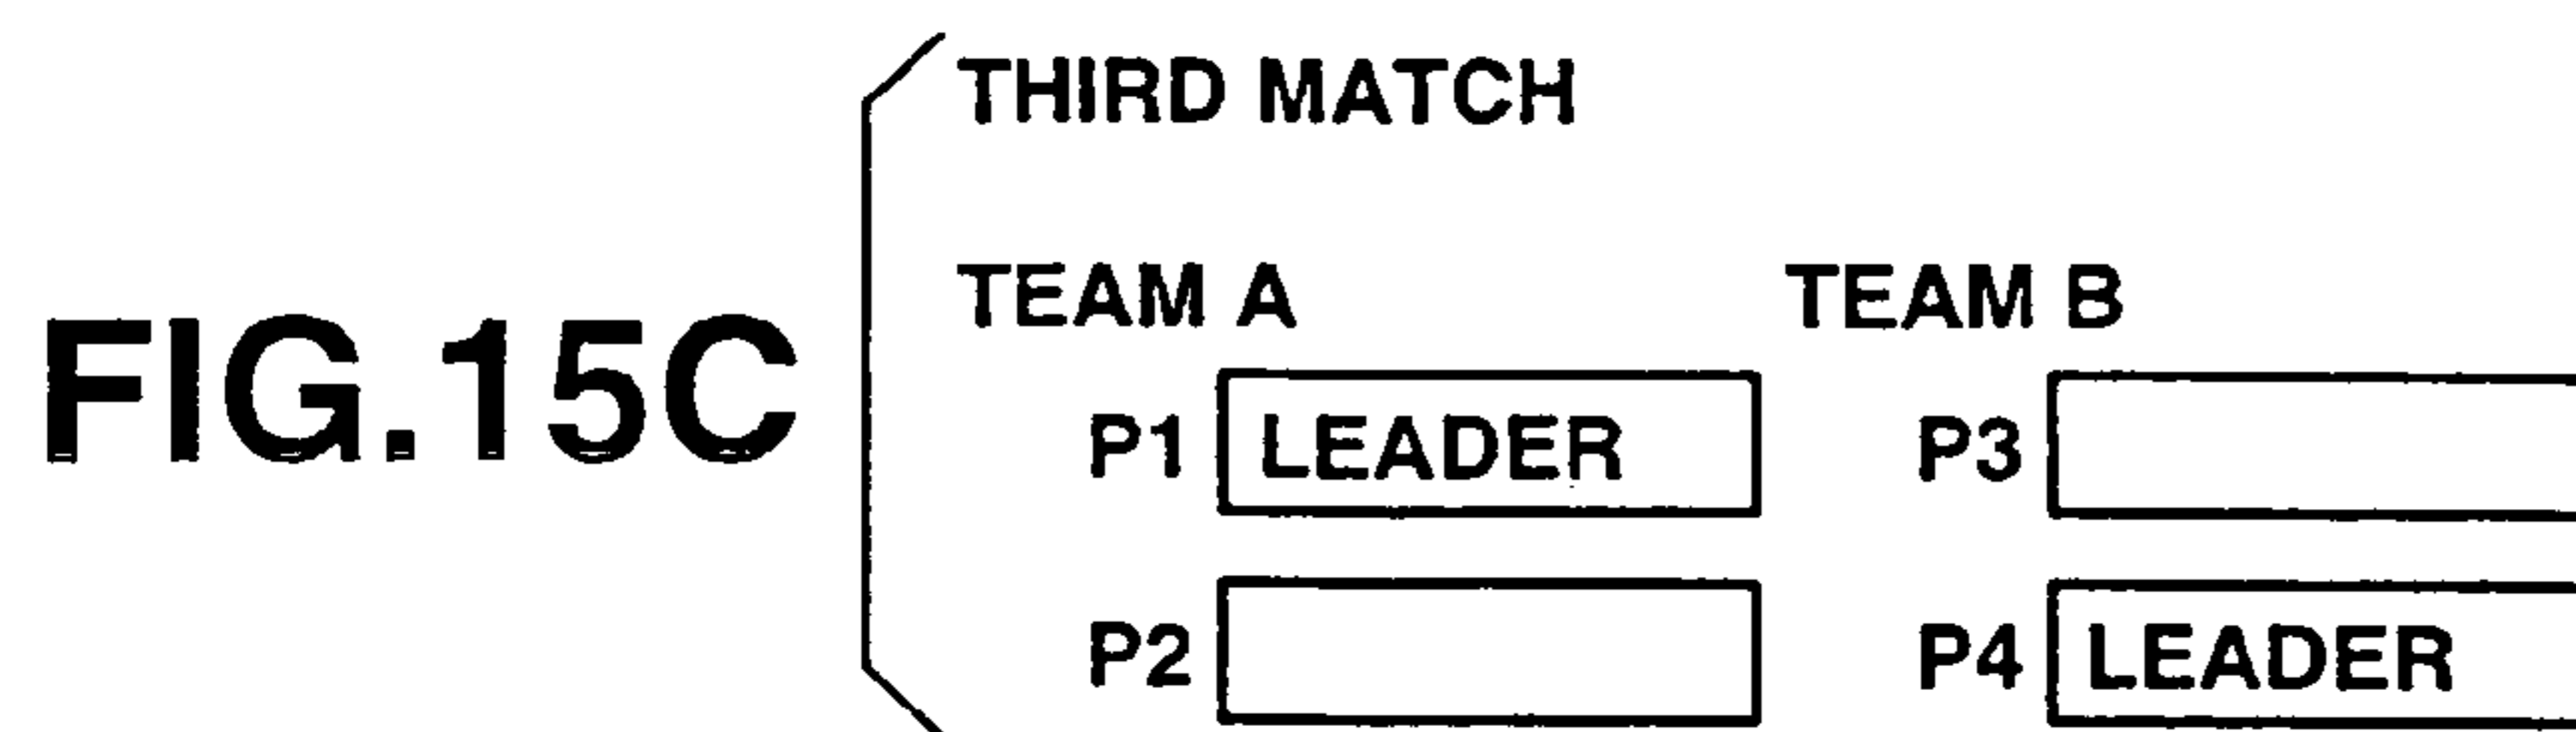 FIG.15C
THIRD MATCH
TEAM A TEAM B
P1 LEADER P3
P2 P4 LEADER